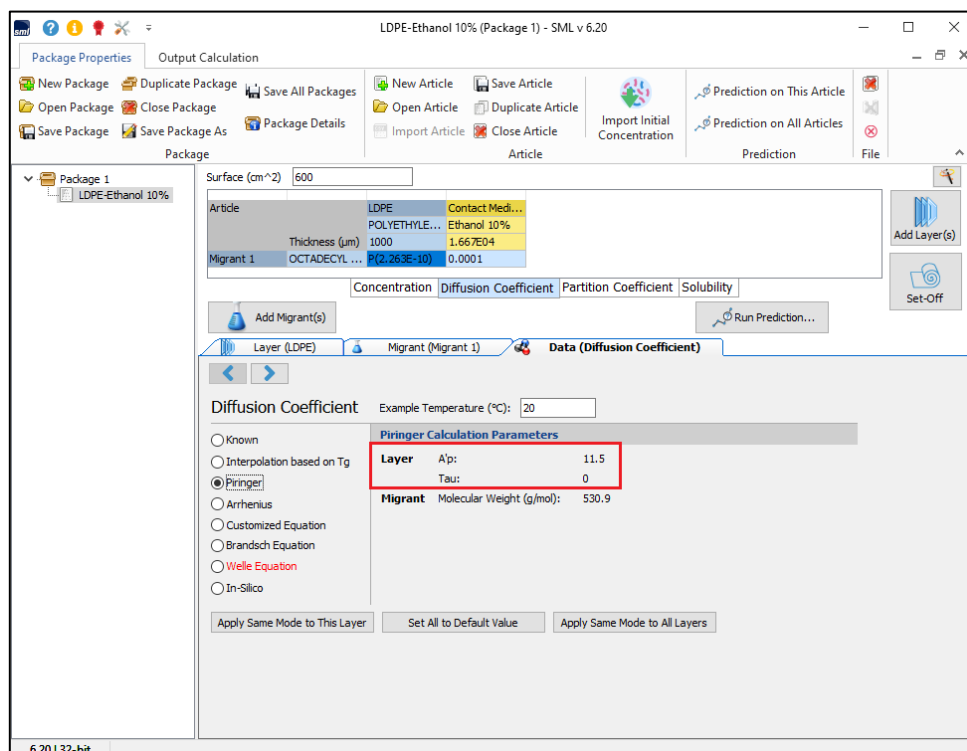 sml
LDPE-Ethanol 10% (Package 1) - SML v 6.20
Package Properties Output Calculation
New Package Duplicate Package Save All Packages New Article Save Article Prediction on This Article
Open Package Close Package Open Article Duplicate Article Import Initial Concentration
Save Package Save Package As Package Details Import Article Close Article Prediction on All Articles
Package Article Prediction File
Package 1
LDPE-Ethanol 10%
Surface (cm^2) 600
Article LDPE Contact Medi...
POLYETHYLE... Ethanol 10%
Thickness (μm) 1000 1.667E04
Migrant 1 OCTADECYL ... P(2.263E-10) 0.0001
Add Layer(s)
Set-Off
Concentration Diffusion Coefficient Partition Coefficient Solubility
Add Migrant(s) Run Prediction...
Layer (LDPE) Migrant (Migrant 1) Data (Diffusion Coefficient)
Diffusion Coefficient Example Temperature (°C): 20
Known
Interpolation based on Tg
Piringer
Arrhenius
Customized Equation
Brandsch Equation
Welle Equation
In-Silico
Piringer Calculation Parameters
Layer A'p: 11.5
Tau: 0
Migrant Molecular Weight (g/mol): 530.9
Apply Same Mode to This Layer Set All to Default Value Apply Same Mode to All Layers
6.20 | 32-bit